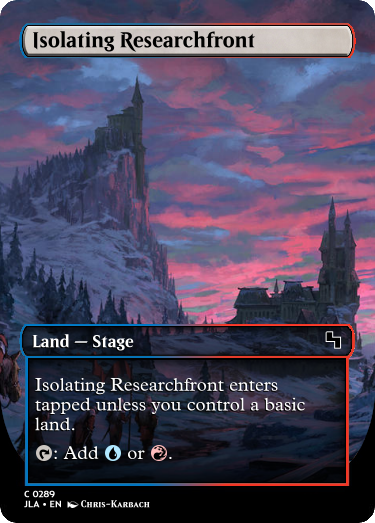 Isolating Researchfront
Land — Stage
Isolating Researchfront enters
tapped unless you control a basic
land.
: Add or .
C 0289
JLA • EN Chris-Karbach